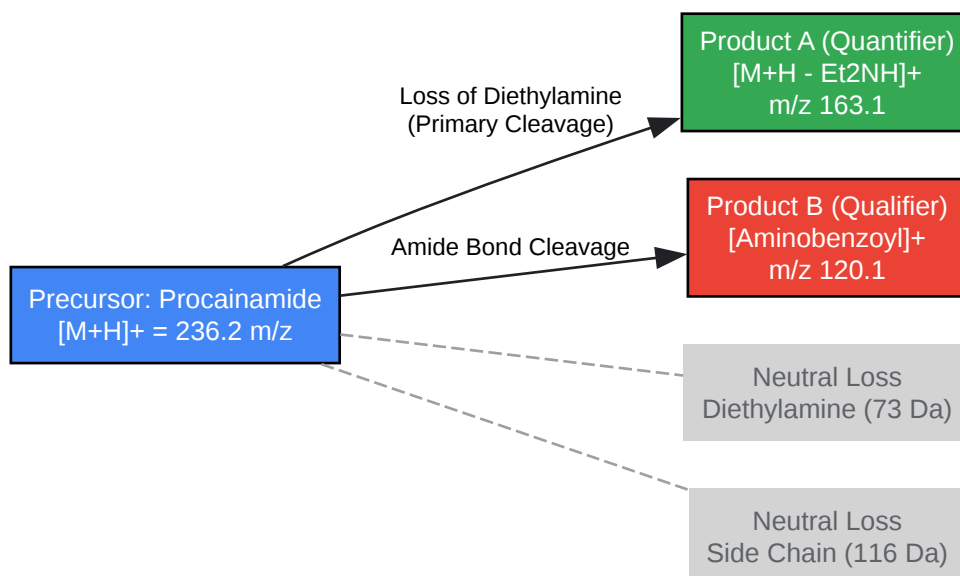 Product A (Quantifier)
[M+H - Et2NH]+
m/z 163.1
Loss of Diethylamine
(Primary Cleavage)
Product B (Qualifier)
[Aminobenzoyl]+
m/z 120.1
Amide Bond Cleavage
Precursor: Procainamide
[M+H]+ = 236.2 m/z
Neutral Loss
Diethylamine (73 Da)
Neutral Loss
Side Chain (116 Da)